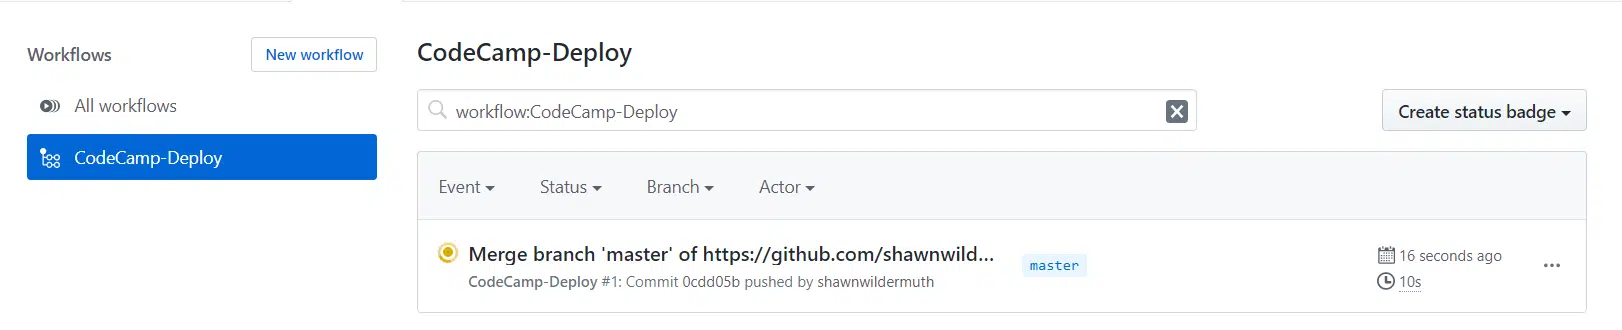 Workflows
New workflow
All workflows
CodeCamp-Deploy
CodeCamp-Deploy
workflow:CodeCamp-Deploy
Create status badge
Event Status Branch Actor
Merge branch 'master' of https://github.com/shawnwild...
master
16 seconds ago
CodeCamp-Deploy #1: Commit 0cdd05b pushed by shawnwildermuth
10s